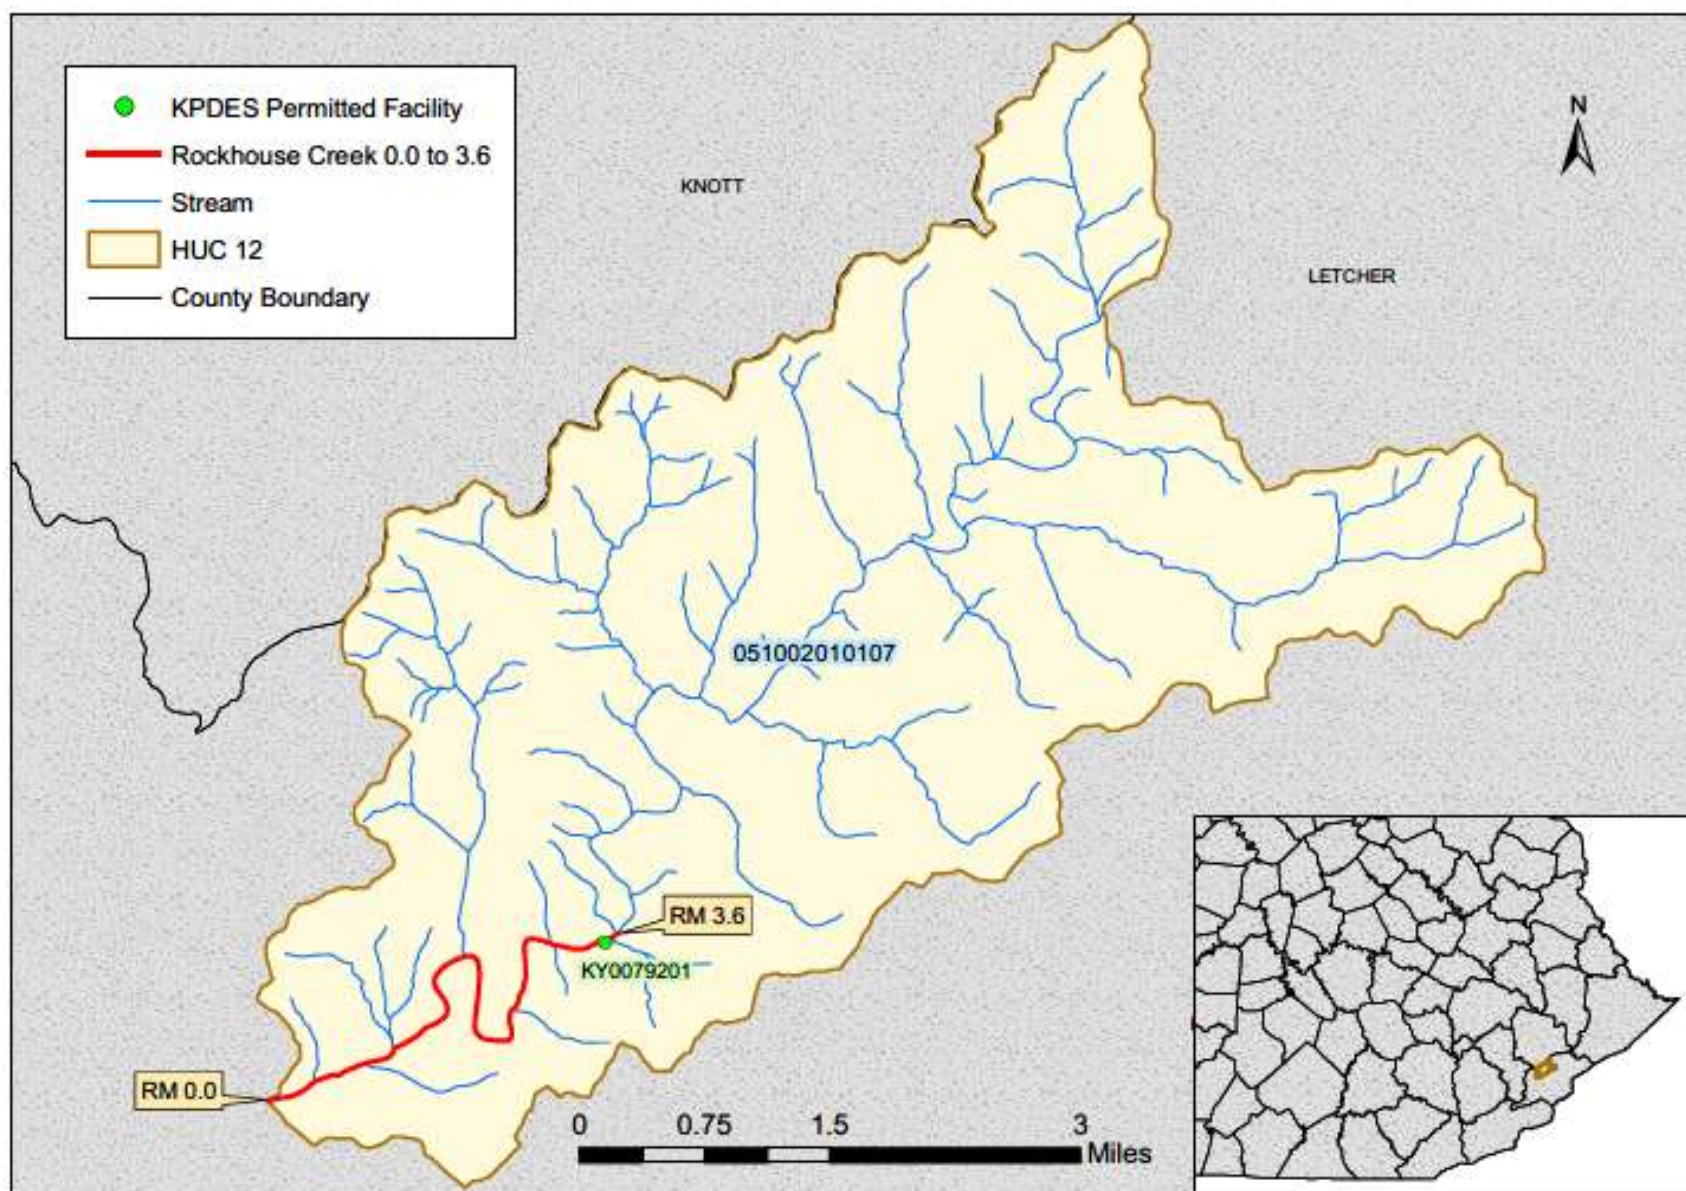 KPDES Permitted Facility
Rockhouse Creek 0.0 to 3.6
Stream
HUC 12
County Boundary
N
KNOTT
LETCHER
051002010107
RM 3.6
KY0079201
RM 0.0
0 0.75 1.5 3
Miles